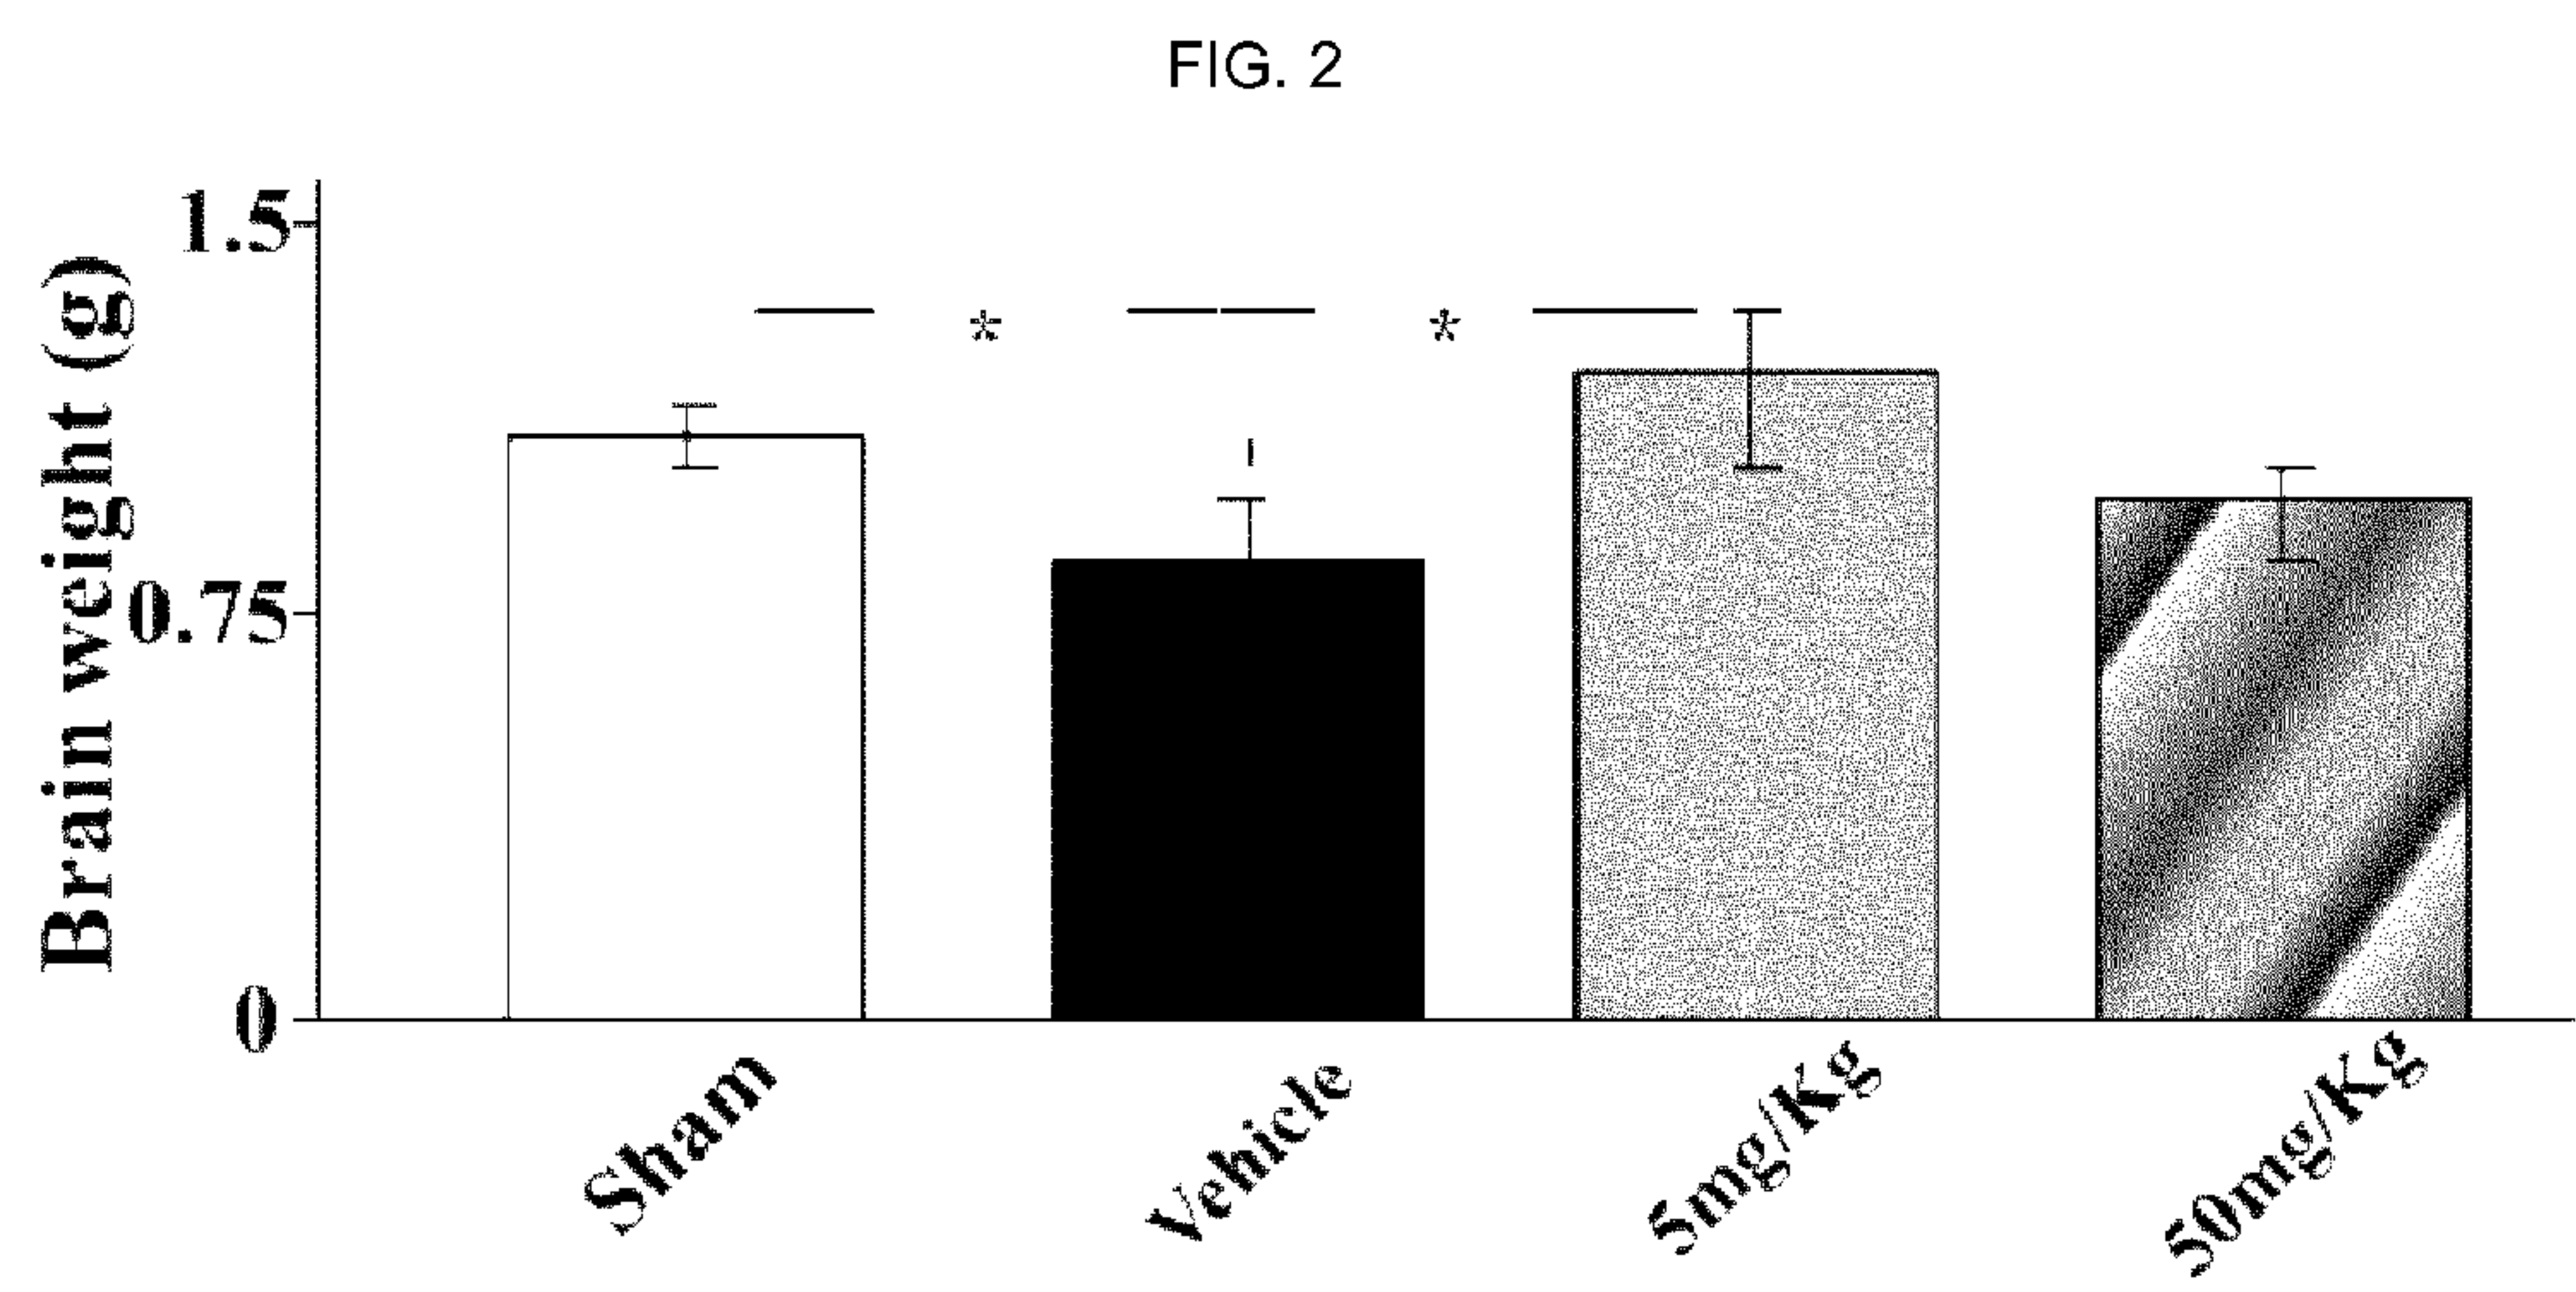 FIG. 2
Brain weight (g)
1.5
0.75
0
*
*
Sham
Vehicle
5mg/Kg
50mg/Kg